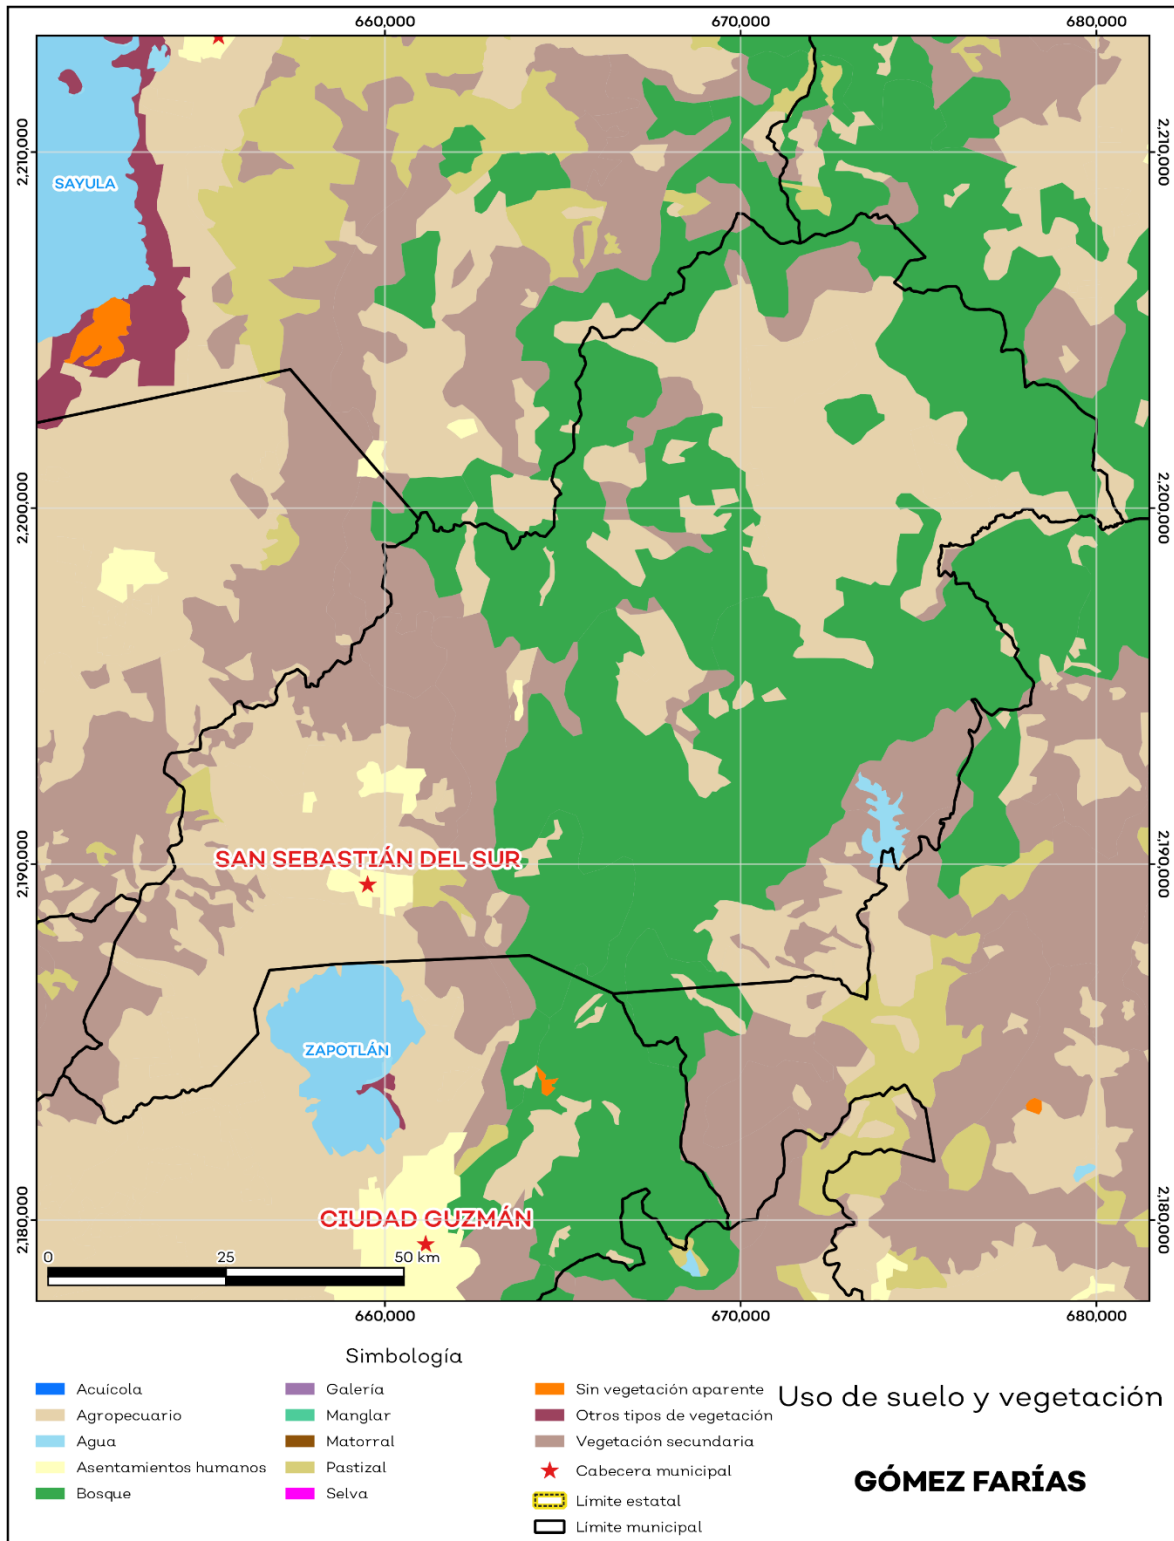 660,000 670,000 680,000
2,210,000 2,210,000
SAYULA
2,200,000 2,200,000
SAN SEBASTIÁN DEL SUR
2,190,000 2,190,000
ZAPOTLÁN
CIUDAD GUZMÁN
2,180,000 2,180,000
0 25 50 km
660,000 670,000 680,000
Simbología
Acuícola
Agropecuario
Agua
Asentamientos humanos
Bosque
Galería
Manglar
Matorral
Pastizal
Selva
Sin vegetación aparente
Otros tipos de vegetación
Vegetación secundaria
Cabecera municipal
Límite estatal
Límite municipal
Uso de suelo y vegetación
GÓMEZ FARÍAS